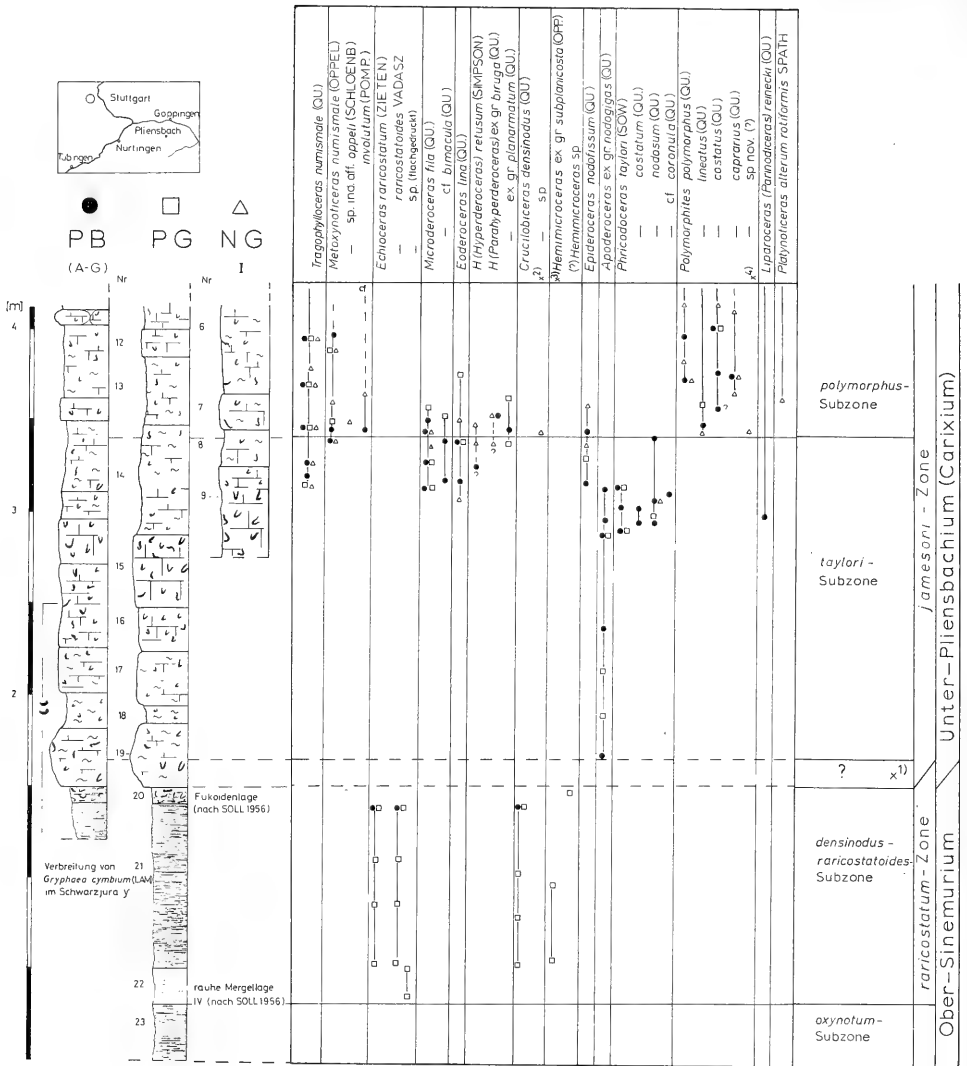 Stuttgart
Göppingen
Pliensbach
Nürtingen
Tübingen
PB
PG
NG
(A-G)
I
Nr
Nr
[m]
4
3
2
12
13
14
15
16
17
18
19
20
21
22
23
6
7
8
9
Fukoidenlage
(nach SOLL 1956)
Verbreitung von
Gryphaea cymbium (LAM)
im Schwarzjura γ
rauhe Mergellage
IV (nach SOLL 1956)
Tragophylloceras numismale (QU.)
Metoxynoticeras numismale (OPPEL)
— sp. ind. aff. oppeli (SCHLOENB.)
involutum (POMP.)
Echioceras raricostatum (ZIETEN)
— raricostatoides VADASZ
— sp. (flachgedruckt)
Microderoceras fila (QU.)
— cf bimacula (QU.)
Eoderoceras lina (QU.)
H (Hyperderoceras) retusum (SIMPSON)
H (Parahyperderoceras) ex gr biruga (QU.)
— ex gr planarmatum (QU.)
Crucilobiceras densinodus (QU)
x2) — sp
x3) Hemimicroceras ex gr subplanicosta (OPP.)
(?) Hemimicroceras sp
Epideroceras nodofissum (QU)
Apoderoceras ex gr nodogigas (QU)
Phricodoceras taylori (SOW)
— costatum (QU.)
— nodosum (QU.)
— cf coronula (QU.)
Polymorphites polymorphus (QU.)
— lineatus (QU.)
— costatus (QU.)
— caprarius (QU.)
x4) — sp nov. (?)
Liparoceras (Parinodiceras) reinecki (QU)
Platynoticeras alterum rotiformis SPATH
d
?
polymorphus-
Subzone
taylori-
Subzone
? x1)
densinodus-
raricostatoides-
Subzone
oxynotum-
Subzone
jamesoni-Zone
raricostatum-Zone
Unter-Pliensbachium (Carixium)
Ober-Sinemurium